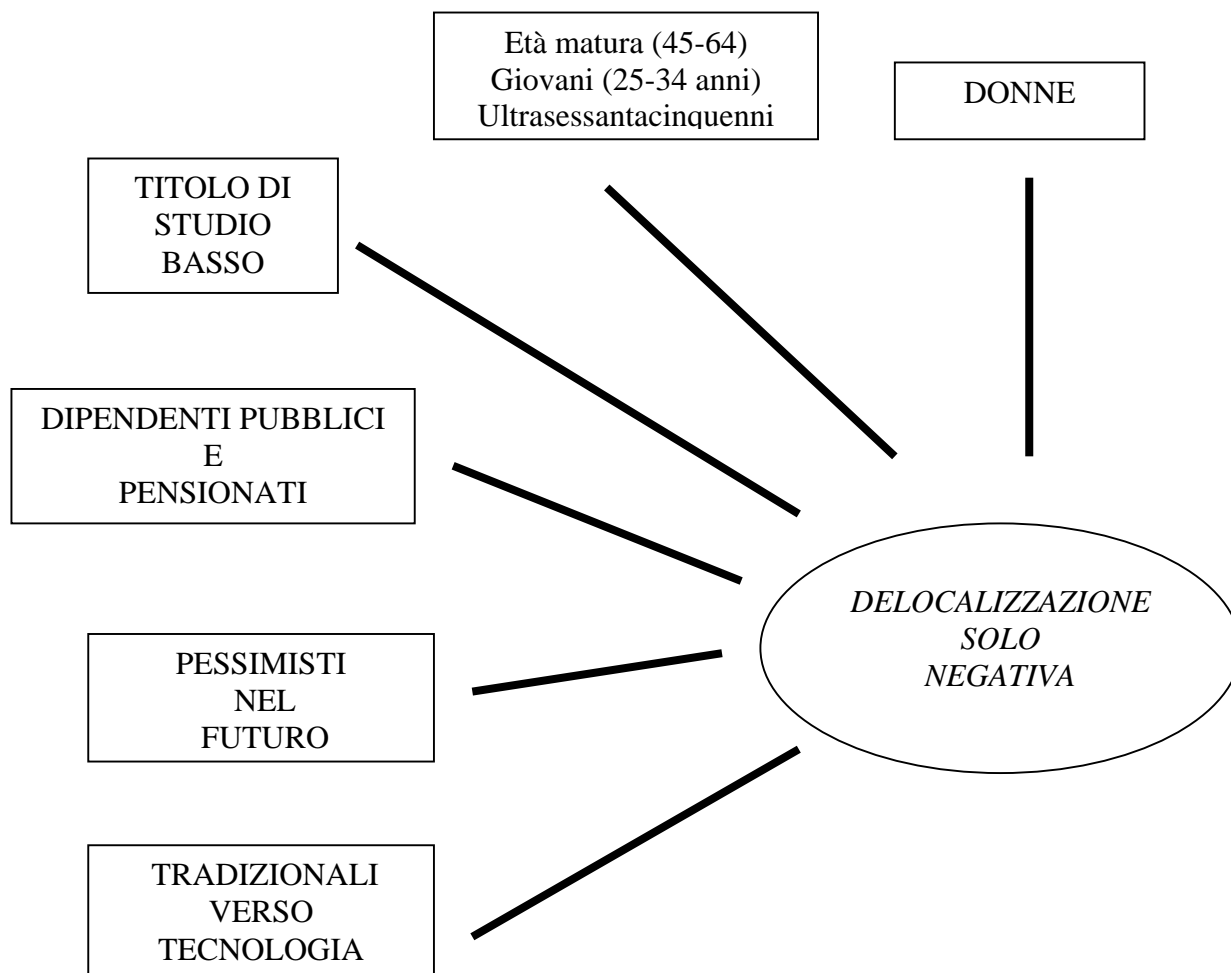 Età matura (45-64)
Giovani (25-34 anni)
Ultrasessantacinquenni
DONNE
TITOLO DI
STUDIO
BASSO
DIPENDENTI PUBBLICI
E
PENSIONATI
DELOCALIZZAZIONE
SOLO
NEGATIVA
PESSIMISTI
NEL
FUTURO
TRADIZIONALI
VERSO
TECNOLOGIA